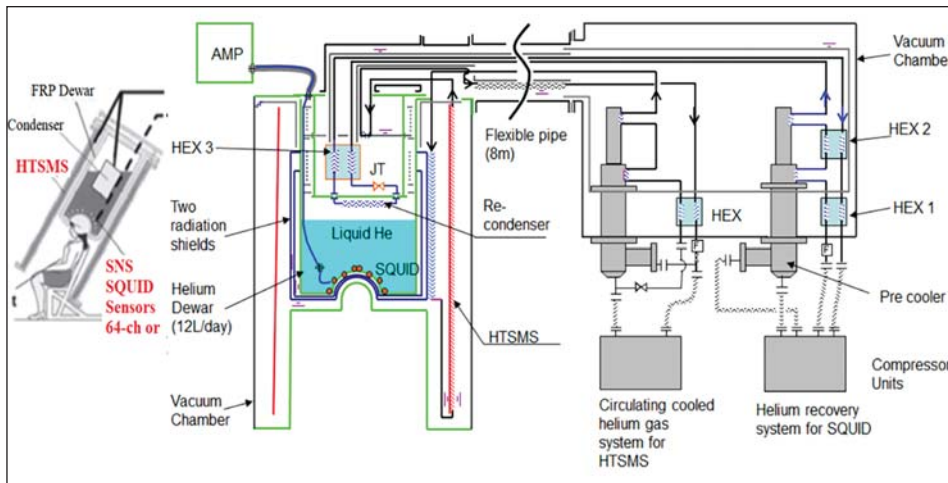 FRP Dewar
Condenser
HTSMS
SNS
SQUID
Sensors
64-ch or
AMP
HEX 3
Two
radiation
shields
Helium
Dewar
(12L/day)
Vacuum
Chamber
JT
Liquid He
SQUID
Flexible pipe
(8m)
Re-
condenser
HTSMS
HEX
F
F
Vacuum
Chamber
HEX 2
HEX 1
Pre cooler
Compressor
Units
Circulating cooled
helium gas
system for
HTSMS
Helium recovery
system for SQUID